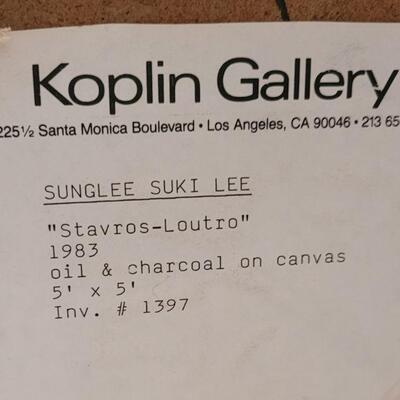 Koplin Gallery
225½ Santa Monica Boulevard • Los Angeles, CA 90046 • 213 65
SUNGLEE SUKI LEE
"Stavros-Loutro"
1983
oil & charcoal on canvas
5' x 5'
Inv. # 1397